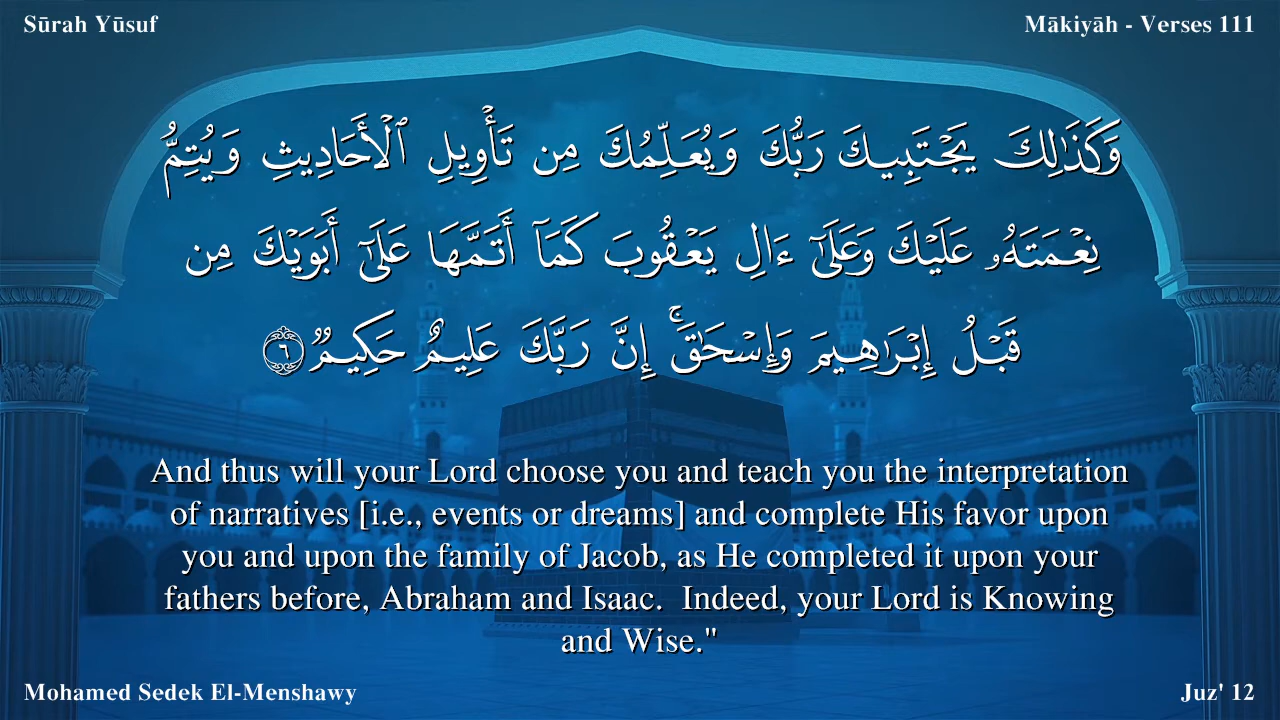 Sūrah Yūsuf
Mākiyāh - Verses 111
وَكَذَٰلِكَ يَجْتَبِيكَ رَبُّكَ وَيُعَلِّمُكَ مِن تَأْوِيلِ ٱلْأَحَادِيثِ وَيُتِمُّ
نِعْمَتَهُۥ عَلَيْكَ وَعَلَىٰٓ ءَالِ يَعْقُوبَ كَمَآ أَتَمَّهَا عَلَىٰٓ أَبَوَيْكَ مِن
قَبْلُ إِبْرَٰهِيمَ وَإِسْحَٰقَ ۚ إِنَّ رَبَّكَ عَلِيمٌ حَكِيمٌ ٦
And thus will your Lord choose you and teach you the interpretation
of narratives [i.e., events or dreams] and complete His favor upon
you and upon the family of Jacob, as He completed it upon your
fathers before, Abraham and Isaac.  Indeed, your Lord is Knowing
and Wise."
Mohamed Sedek El-Menshawy
Juz' 12